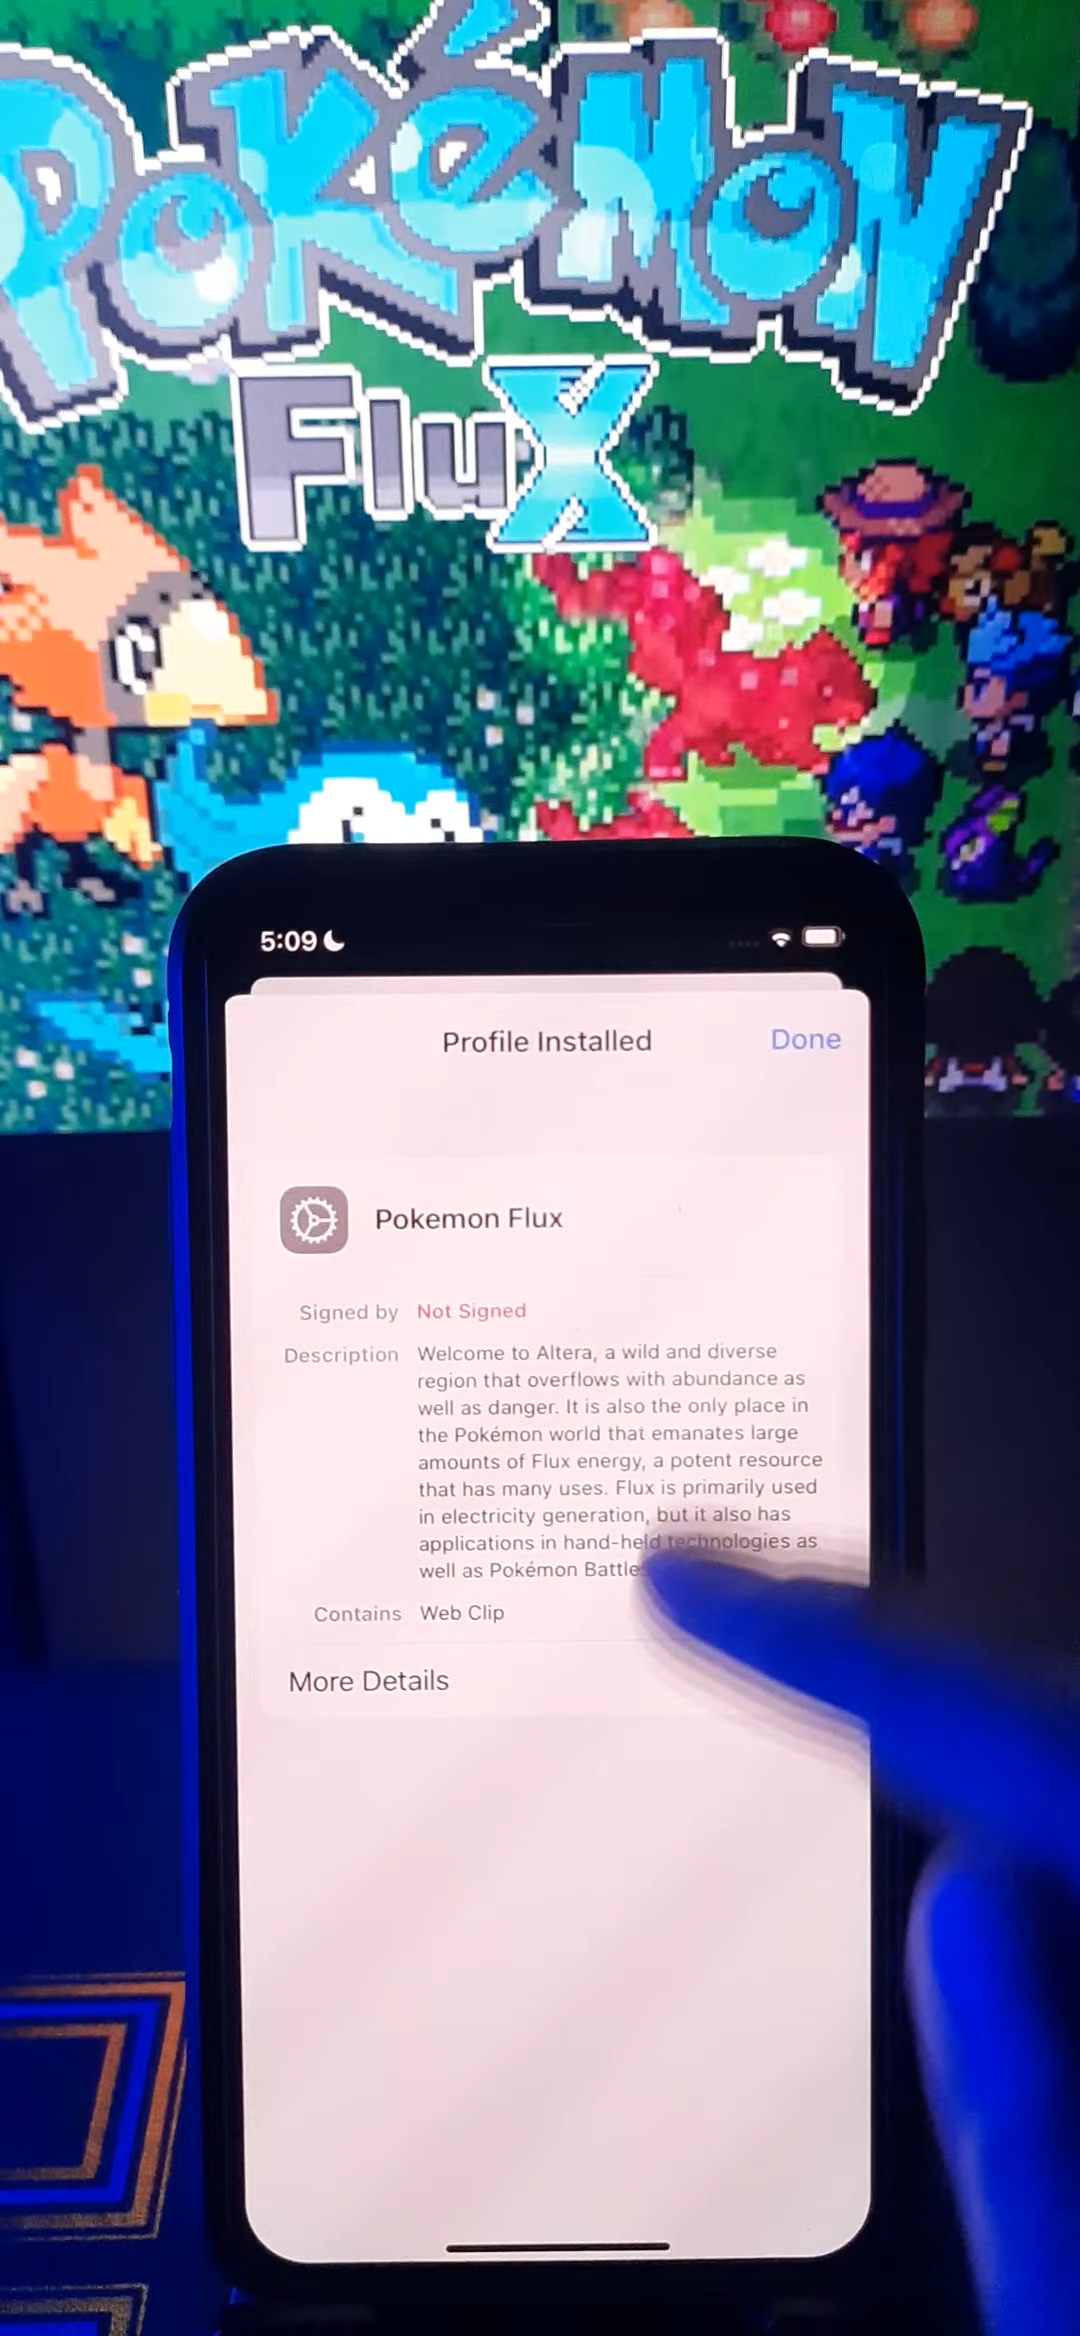 Pokémon
Flux
5:09
Profile Installed
Done
Pokemon Flux
Signed by Not Signed
Description Welcome to Altera, a wild and diverse
region that overflows with abundance as
well as danger. It is also the only place in
the Pokémon world that emanates large
amounts of Flux energy, a potent resource
that has many uses. Flux is primarily used
in electricity generation, but it also has
applications in hand-held technologies as
well as Pokémon Battles
Contains Web Clip
More Details